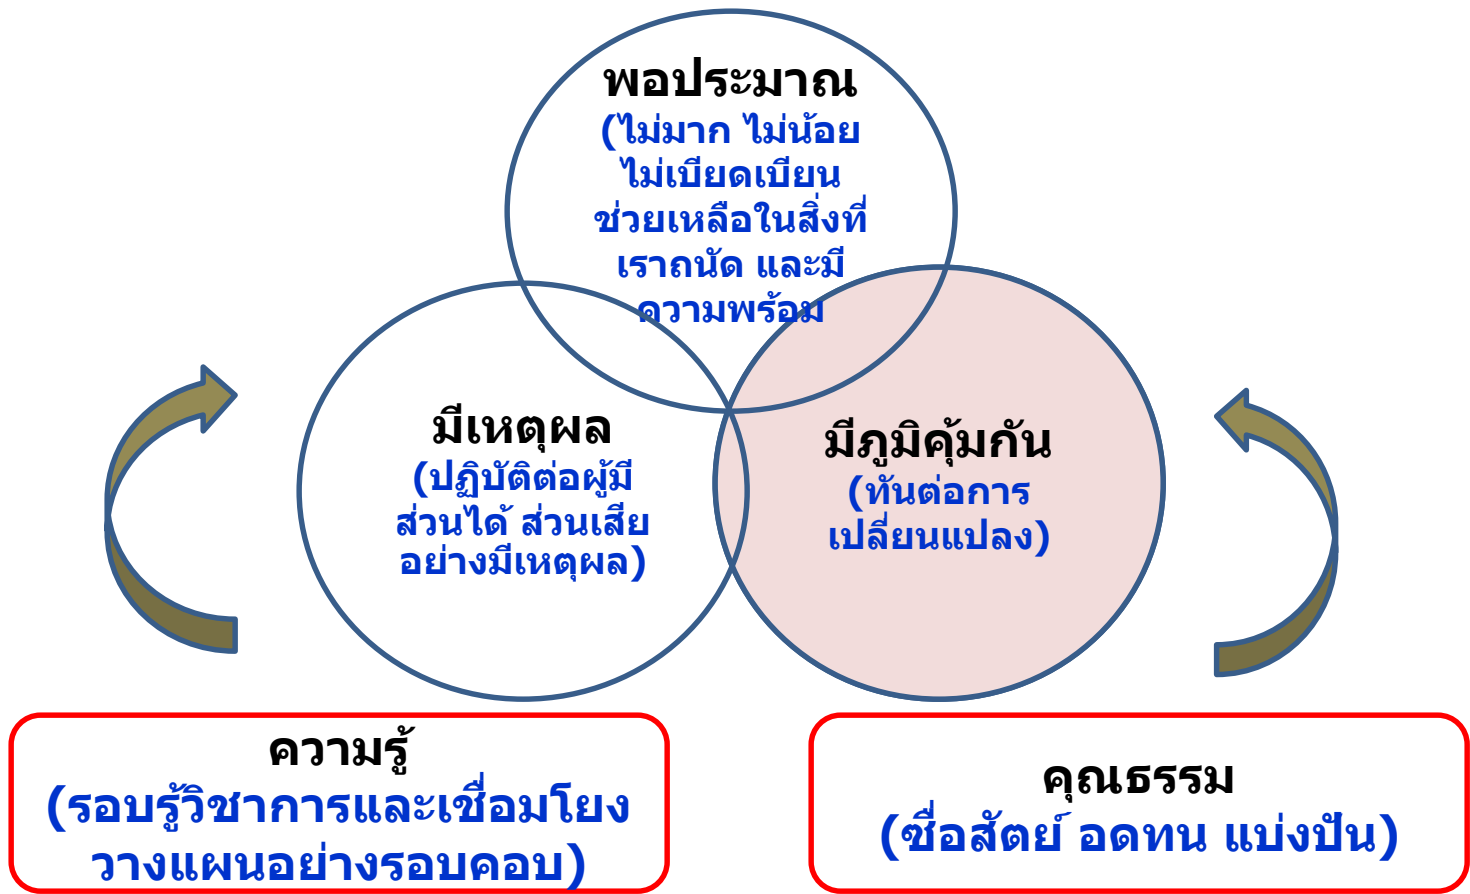 พอประมาณ
(ไม่มาก ไม่น้อย
ไม่เบียดเบียน
ช่วยเหลือในสิ่งที่
เราถนัด และมี
ความพร้อม
มีเหตุผล
(ปฏิบัติต่อผู้มี
ส่วนได้ ส่วนเสีย
อย่างมีเหตุผล)
มีภูมิคุ้มกัน
(ทันต่อการ
เปลี่ยนแปลง)
ความรู้
(รอบรู้วิชาการและเชื่อมโยง
วางแผนอย่างรอบคอบ)
คุณธรรม
(ซื่อสัตย์ อดทน แบ่งปัน)